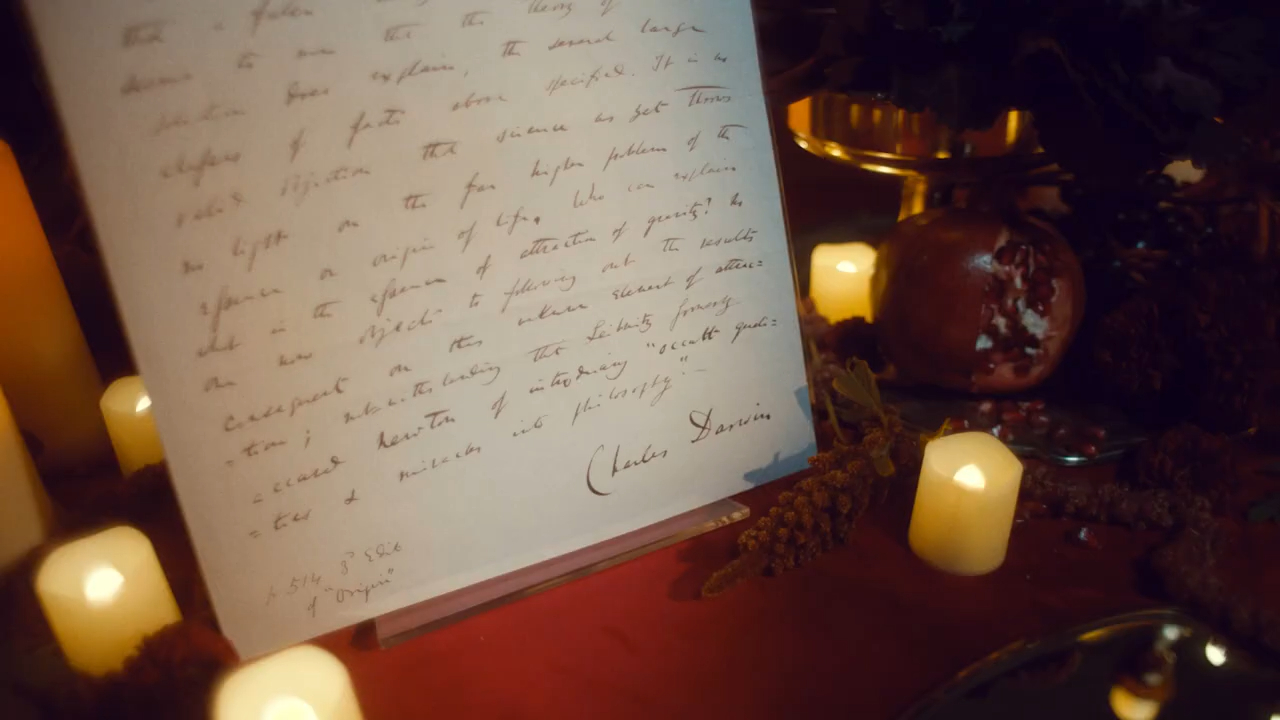 that a false
seems to me that the theory of
selection does explain, the several large
classes of facts above specified. It is no
valid objection that science as yet throws
no light on the far higher problem of the
essence or origin of life. Who can explain
what is the essence of attraction of gravity? No
one now objects to following out the results
consequent on this unknown element of attrac=
=tion; notwithstanding that Leibnitz formerly
accused Newton of introducing "occult quali=
=ties & miracles into philosophy."—
Charles Darwin
p. 514 3d Edit
of "Origin"